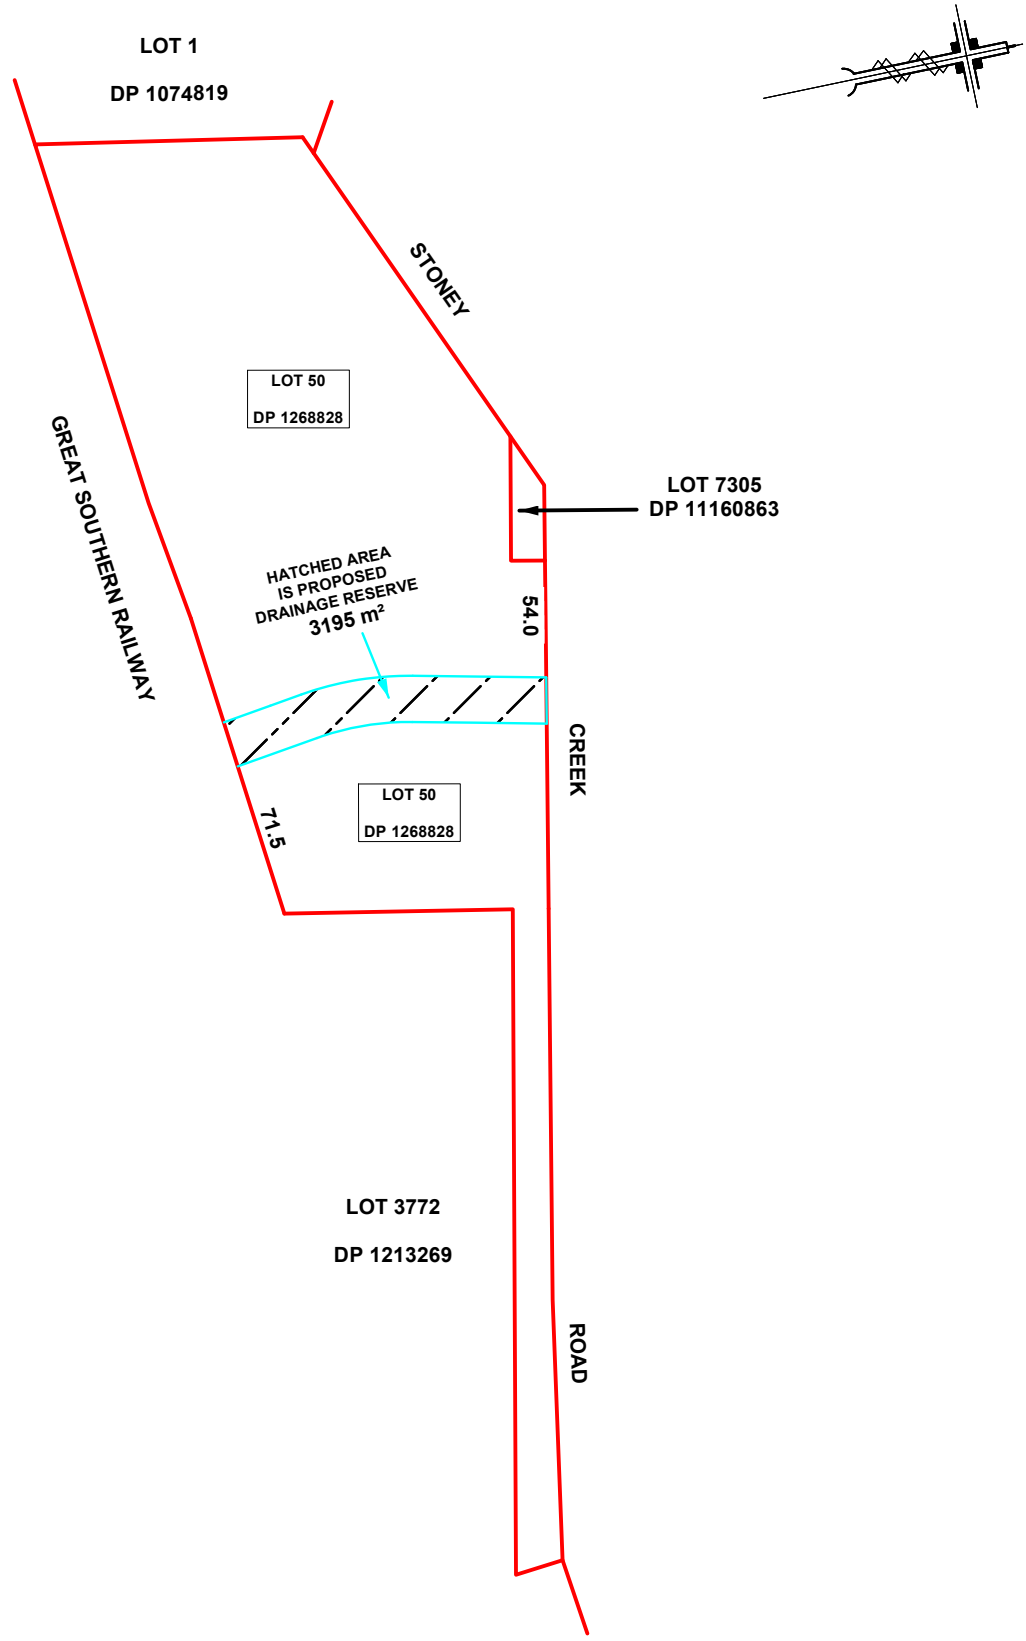 LOT 1
DP 1074819
STONEY
LOT 50
DP 1268828
GREAT SOUTHERN RAILWAY
LOT 7305
DP 11160863
HATCHED AREA
IS PROPOSED
DRAINAGE RESERVE
3195 m²
54.0
CREEK
71.5
LOT 50
DP 1268828
LOT 3772
DP 1213269
ROAD